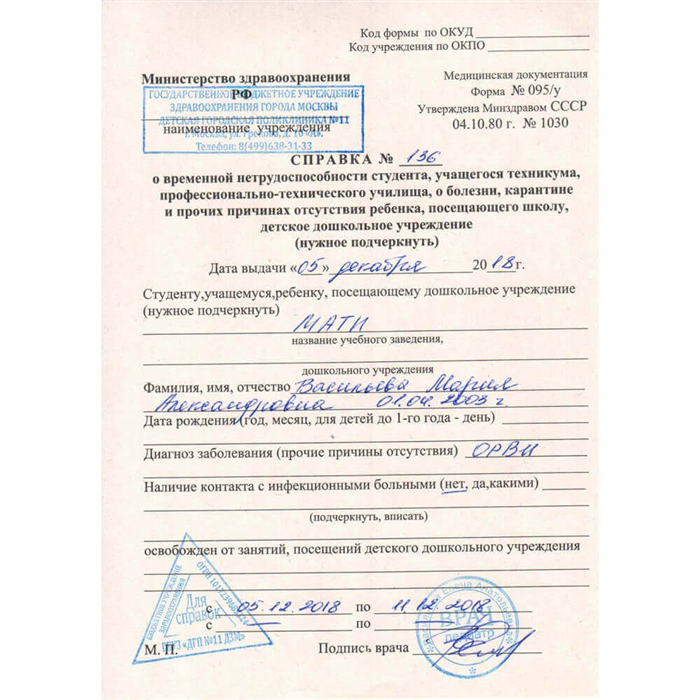 Код формы по ОКУД
Код учреждения по ОКПО
Министерство здравоохранения
РФ
Медицинская документация
Форма № 095/у
Утверждена Минздравом СССР
04.10.80 г. № 1030
ГОСУДАРСТВЕННОЕ БЮДЖЕТНОЕ УЧРЕЖДЕНИЕ
ЗДРАВООХРАНЕНИЯ ГОРОДА МОСКВЫ
ДЕТСКАЯ ГОРОДСКАЯ ПОЛИКЛИНИКА №11
наименование учреждения
Телефон: 8(499)638-31-33
СПРАВКА № 136
о временной нетрудоспособности студента, учащегося техникума,
профессионально-технического училища, о болезни, карантине
и прочих причинах отсутствия ребенка, посещающего школу,
детское дошкольное учреждение
(нужное подчеркнуть)
Дата выдачи «05» декабря 2018г.
Студенту,учащемуся,ребенку, посещающему дошкольное учреждение
(нужное подчеркнуть)
МАТИ
название учебного заведения,
дошкольного учреждения
Фамилия, имя, отчество Васильева Мария
Александровна 01.04.2003 г.
Дата рождения (год, месяц, для детей до 1-го года - день)
Диагноз заболевания (прочие причины отсутствия) ОРВИ
Наличие контакта с инфекционными больными (нет, да,какими)
(подчеркнуть, вписать)
освобожден от занятий, посещений детского дошкольного учреждения
Для
справок
«ДГП №11 ДЗМ»
с 05.12.2018 по 11.12.2018
с по
ВРАЧ
педиатр
М. П. Подпись врача